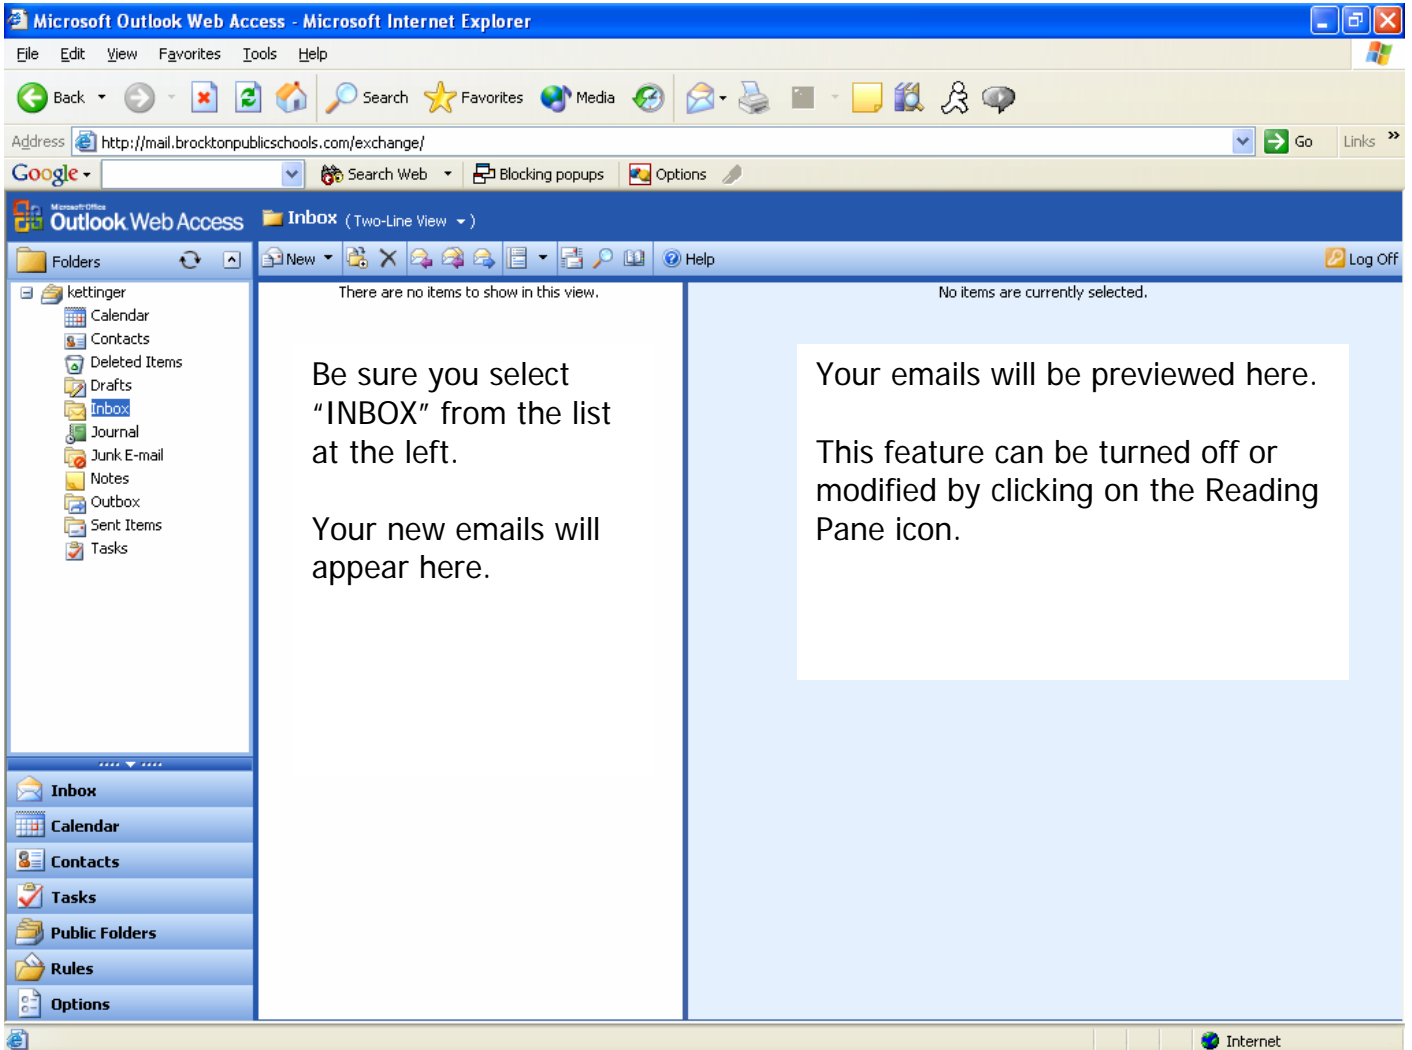 Microsoft Outlook Web Access - Microsoft Internet Explorer
File Edit View Favorites Tools Help
Back Search Favorites Media
Address http://mail.brocktonpublicschools.com/exchange/ Go Links »
Google Search Web Blocking popups Options
Microsoft Office
Outlook Web Access Inbox (Two-Line View)
Folders New Help Log Off
kettinger
Calendar
Contacts
Deleted Items
Drafts
Inbox
Journal
Junk E-mail
Notes
Outbox
Sent Items
Tasks
Inbox
Calendar
Contacts
Tasks
Public Folders
Rules
Options
There are no items to show in this view.
Be sure you select
“INBOX” from the list
at the left.
Your new emails will
appear here.
No items are currently selected.
Your emails will be previewed here.
This feature can be turned off or
modified by clicking on the Reading
Pane icon.
Internet